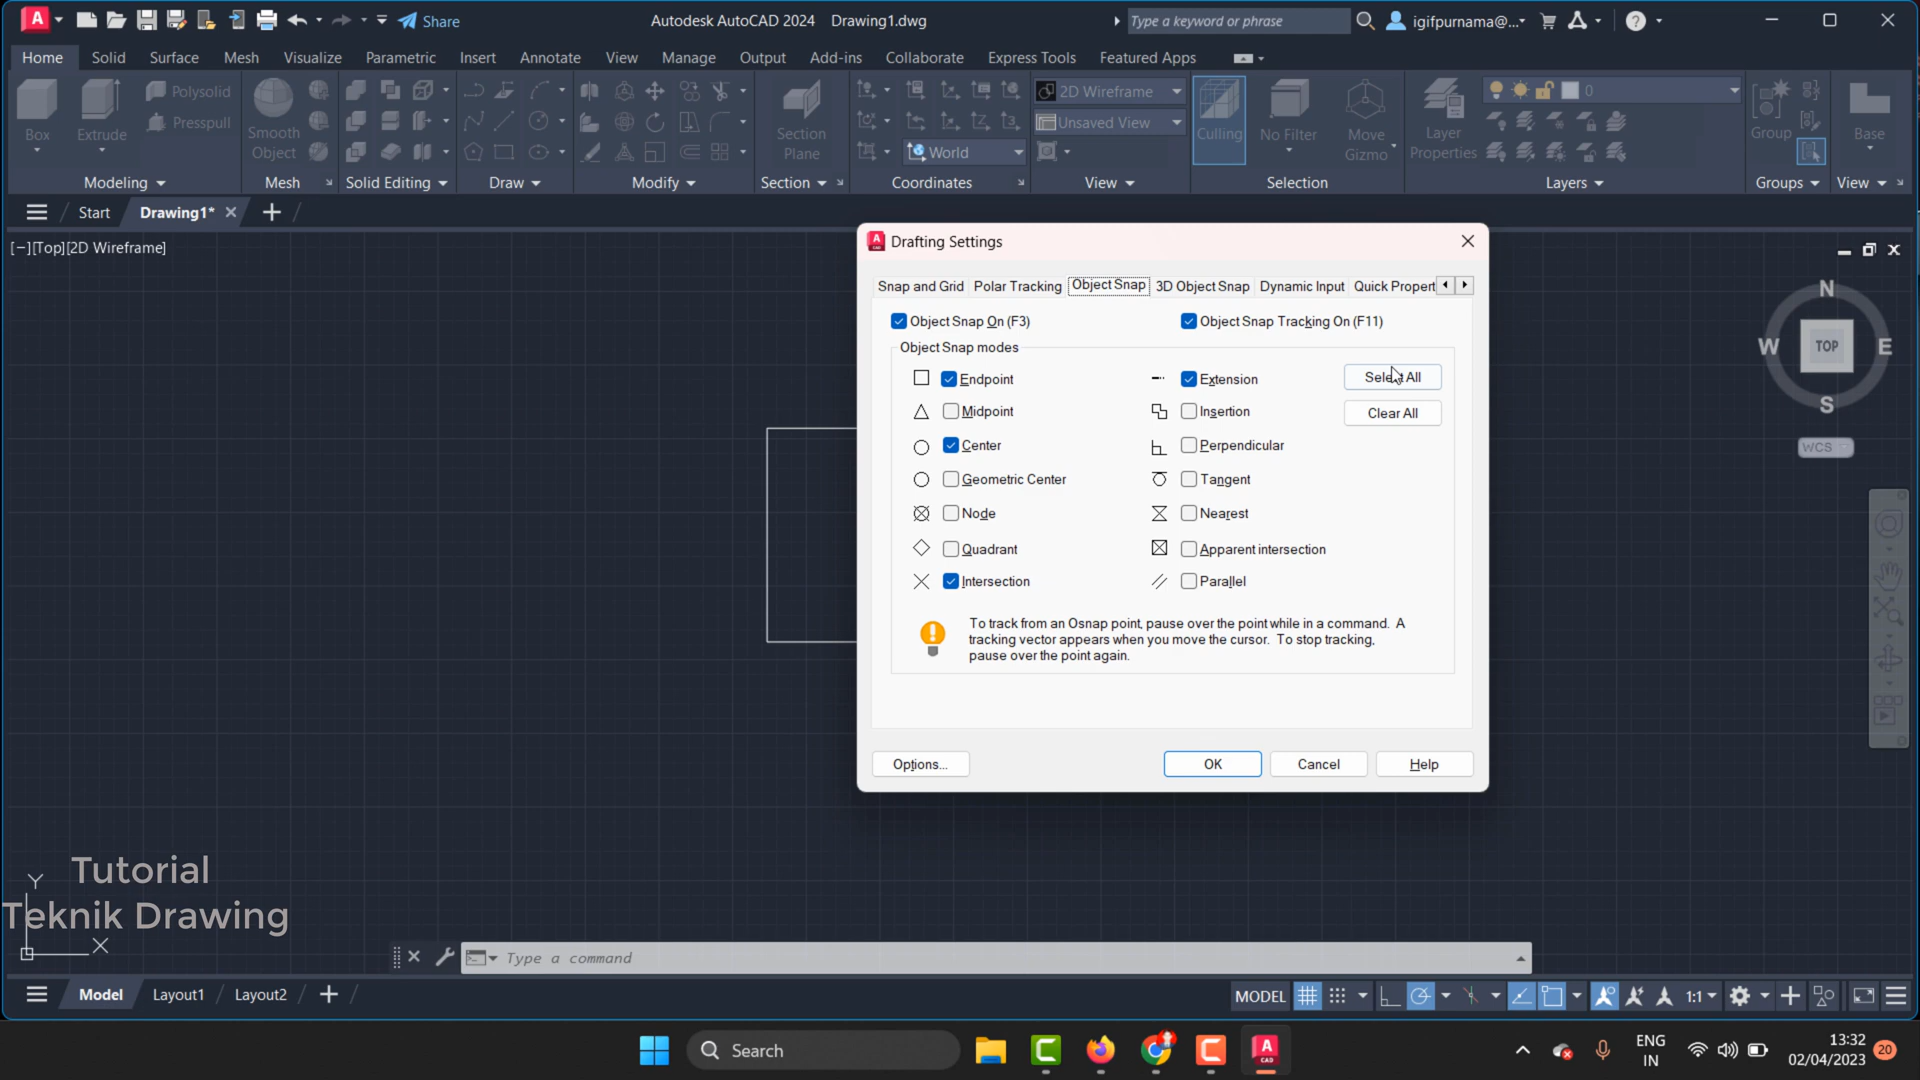 Share
Autodesk AutoCAD 2024 Drawing1.dwg
Type a keyword or phrase
igifpurnama@...
Home Solid Surface Mesh Visualize Parametric Insert Annotate View Manage Output Add-ins Collaborate Express Tools Featured Apps
Box
Extrude
Polysolid
Presspull
Smooth
Object
Section
Plane
World
2D Wireframe
Unsaved View
Culling
No Filter
Move
Gizmo
Layer
Properties
0
Group
Base
Modeling Mesh Solid Editing Draw Modify Section Coordinates View Selection Layers Groups View
Start Drawing1*
[−][Top][2D Wireframe]
Drafting Settings
Snap and Grid Polar Tracking Object Snap 3D Object Snap Dynamic Input Quick Propert
Object Snap On (F3)
Object Snap Tracking On (F11)
Object Snap modes
Endpoint
Extension
Select All
Midpoint
Insertion
Clear All
Center
Perpendicular
Geometric Center
Tangent
Node
Nearest
Quadrant
Apparent intersection
Intersection
Parallel
To track from an Osnap point, pause over the point while in a command. A
tracking vector appears when you move the cursor. To stop tracking,
pause over the point again.
Options...
OK
Cancel
Help
N
W
TOP
E
S
WCS
Tutorial
Teknik Drawing
Y
X
Type a command
Model Layout1 Layout2
MODEL
1:1
Search
ENG
IN
13:32
02/04/2023
20